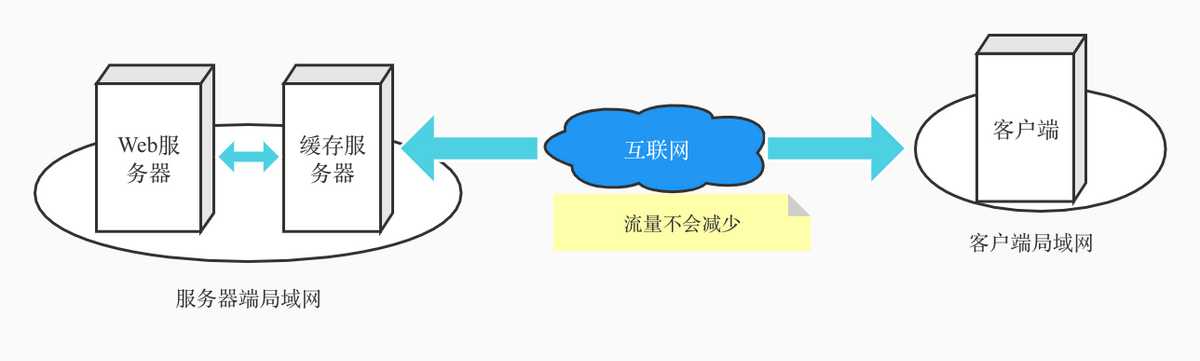 Web服
务器
缓存服
务器
互联网
客户端
流量不会减少
客户端局域网
服务器端局域网